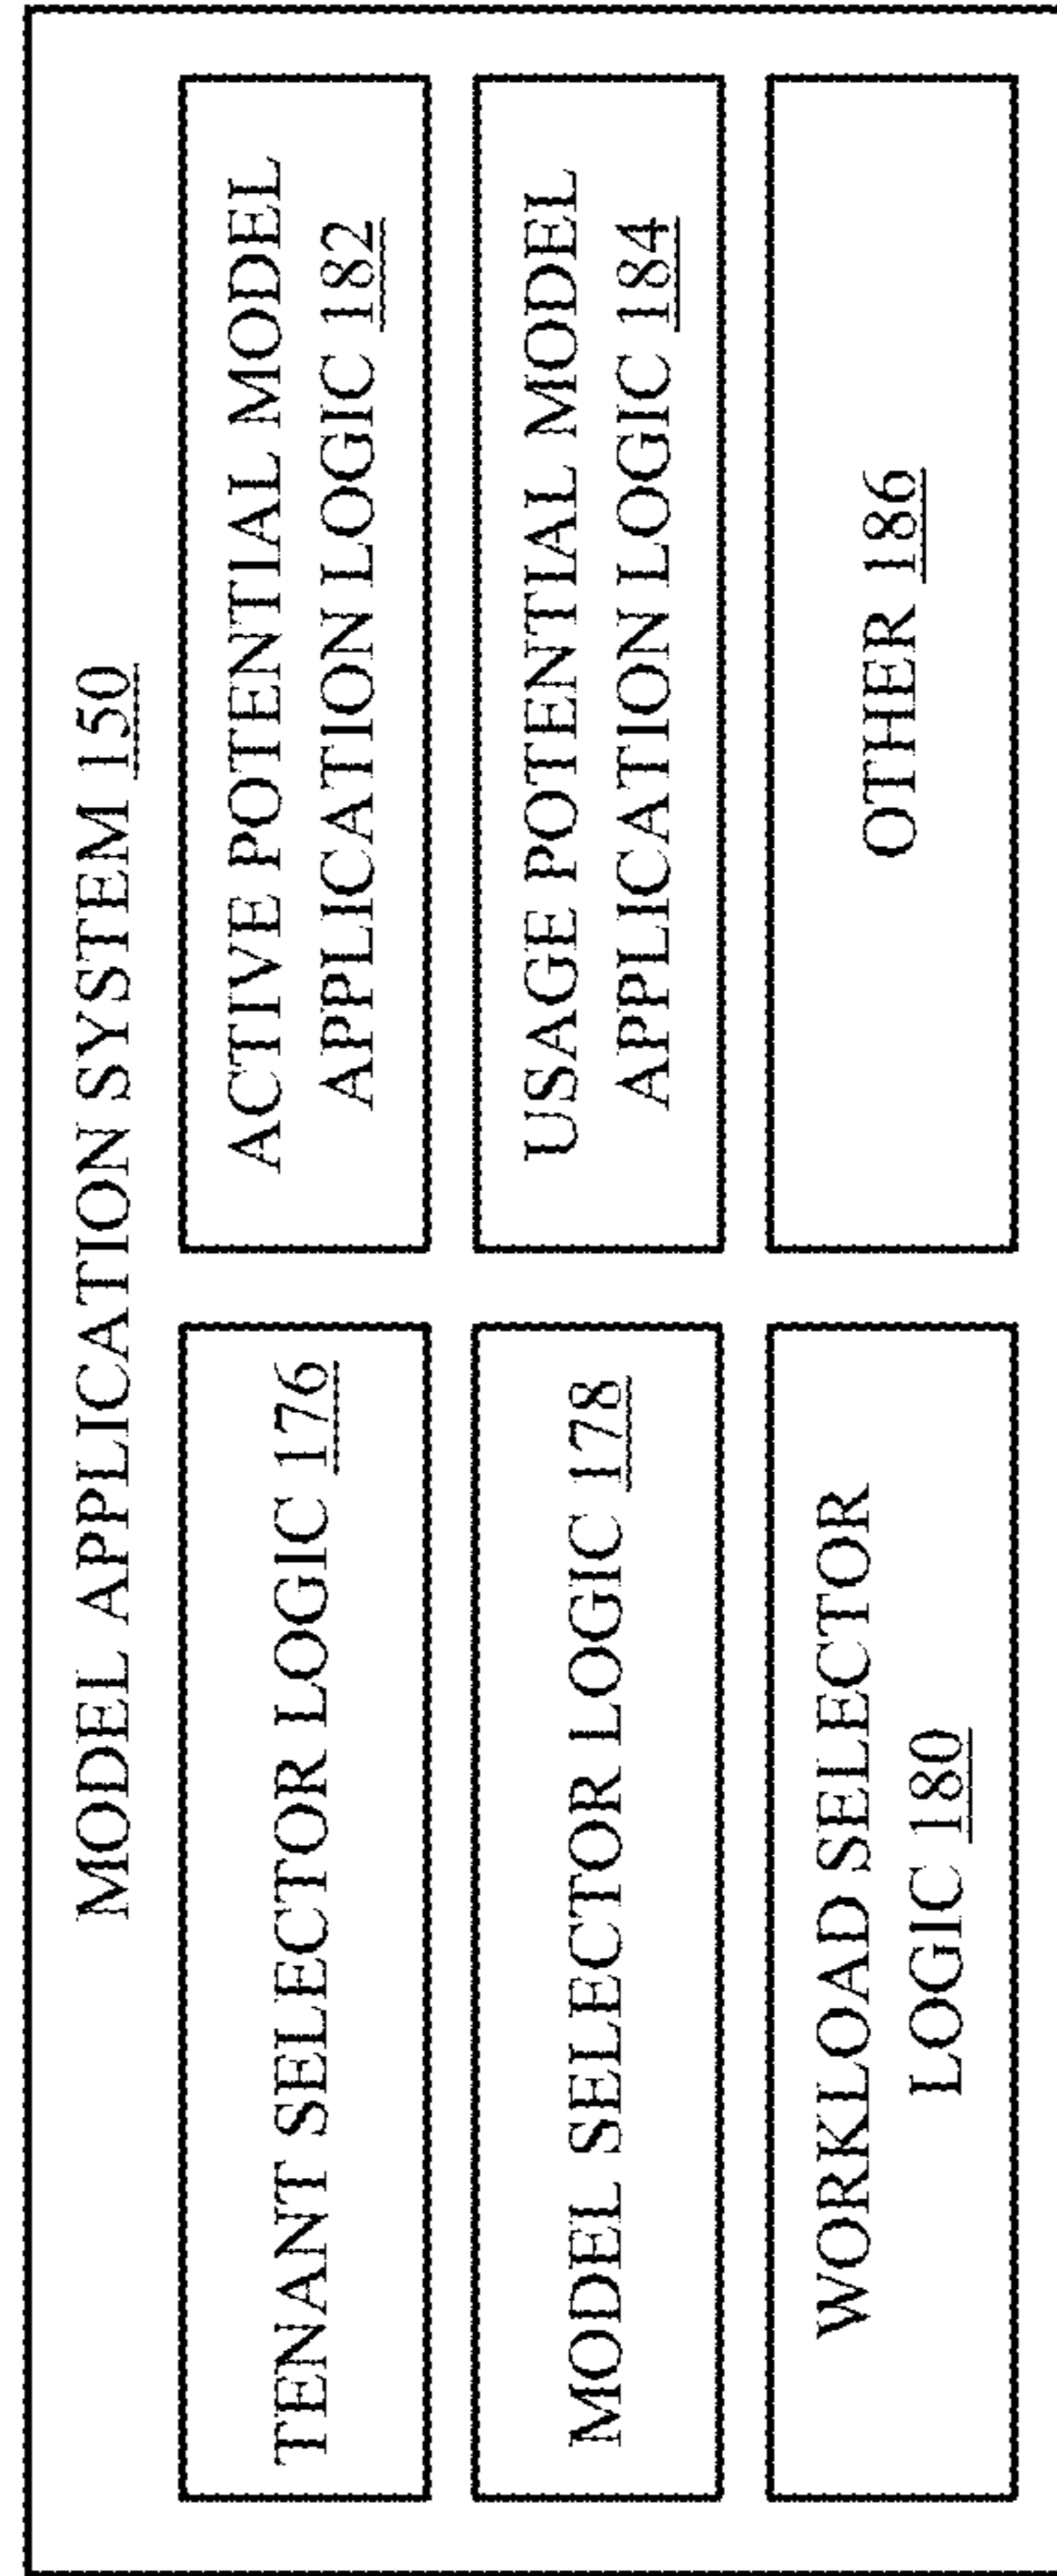 MODEL APPLICATION SYSTEM 150
TENANT SELECTOR LOGIC 176
MODEL SELECTOR LOGIC 178
WORKLOAD SELECTOR
LOGIC 180
ACTIVE POTENTIAL MODEL
APPLICATION LOGIC 182
USAGE POTENTIAL MODEL
APPLICATION LOGIC 184
OTHER 186